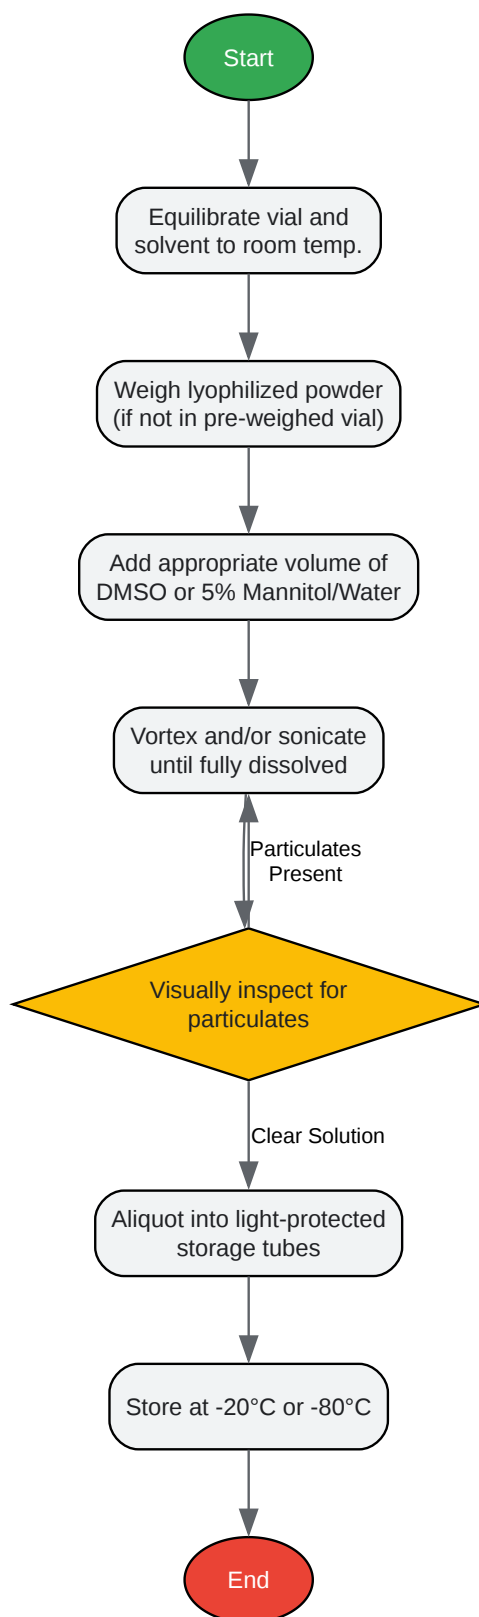 Start
Equilibrate vial and
solvent to room temp.
Weigh lyophilized powder
(if not in pre-weighed vial)
Add appropriate volume of
DMSO or 5% Mannitol/Water
Vortex and/or sonicate
until fully dissolved
Particulates
Present
Visually inspect for
particulates
Clear Solution
Aliquot into light-protected
storage tubes
Store at -20°C or -80°C
End